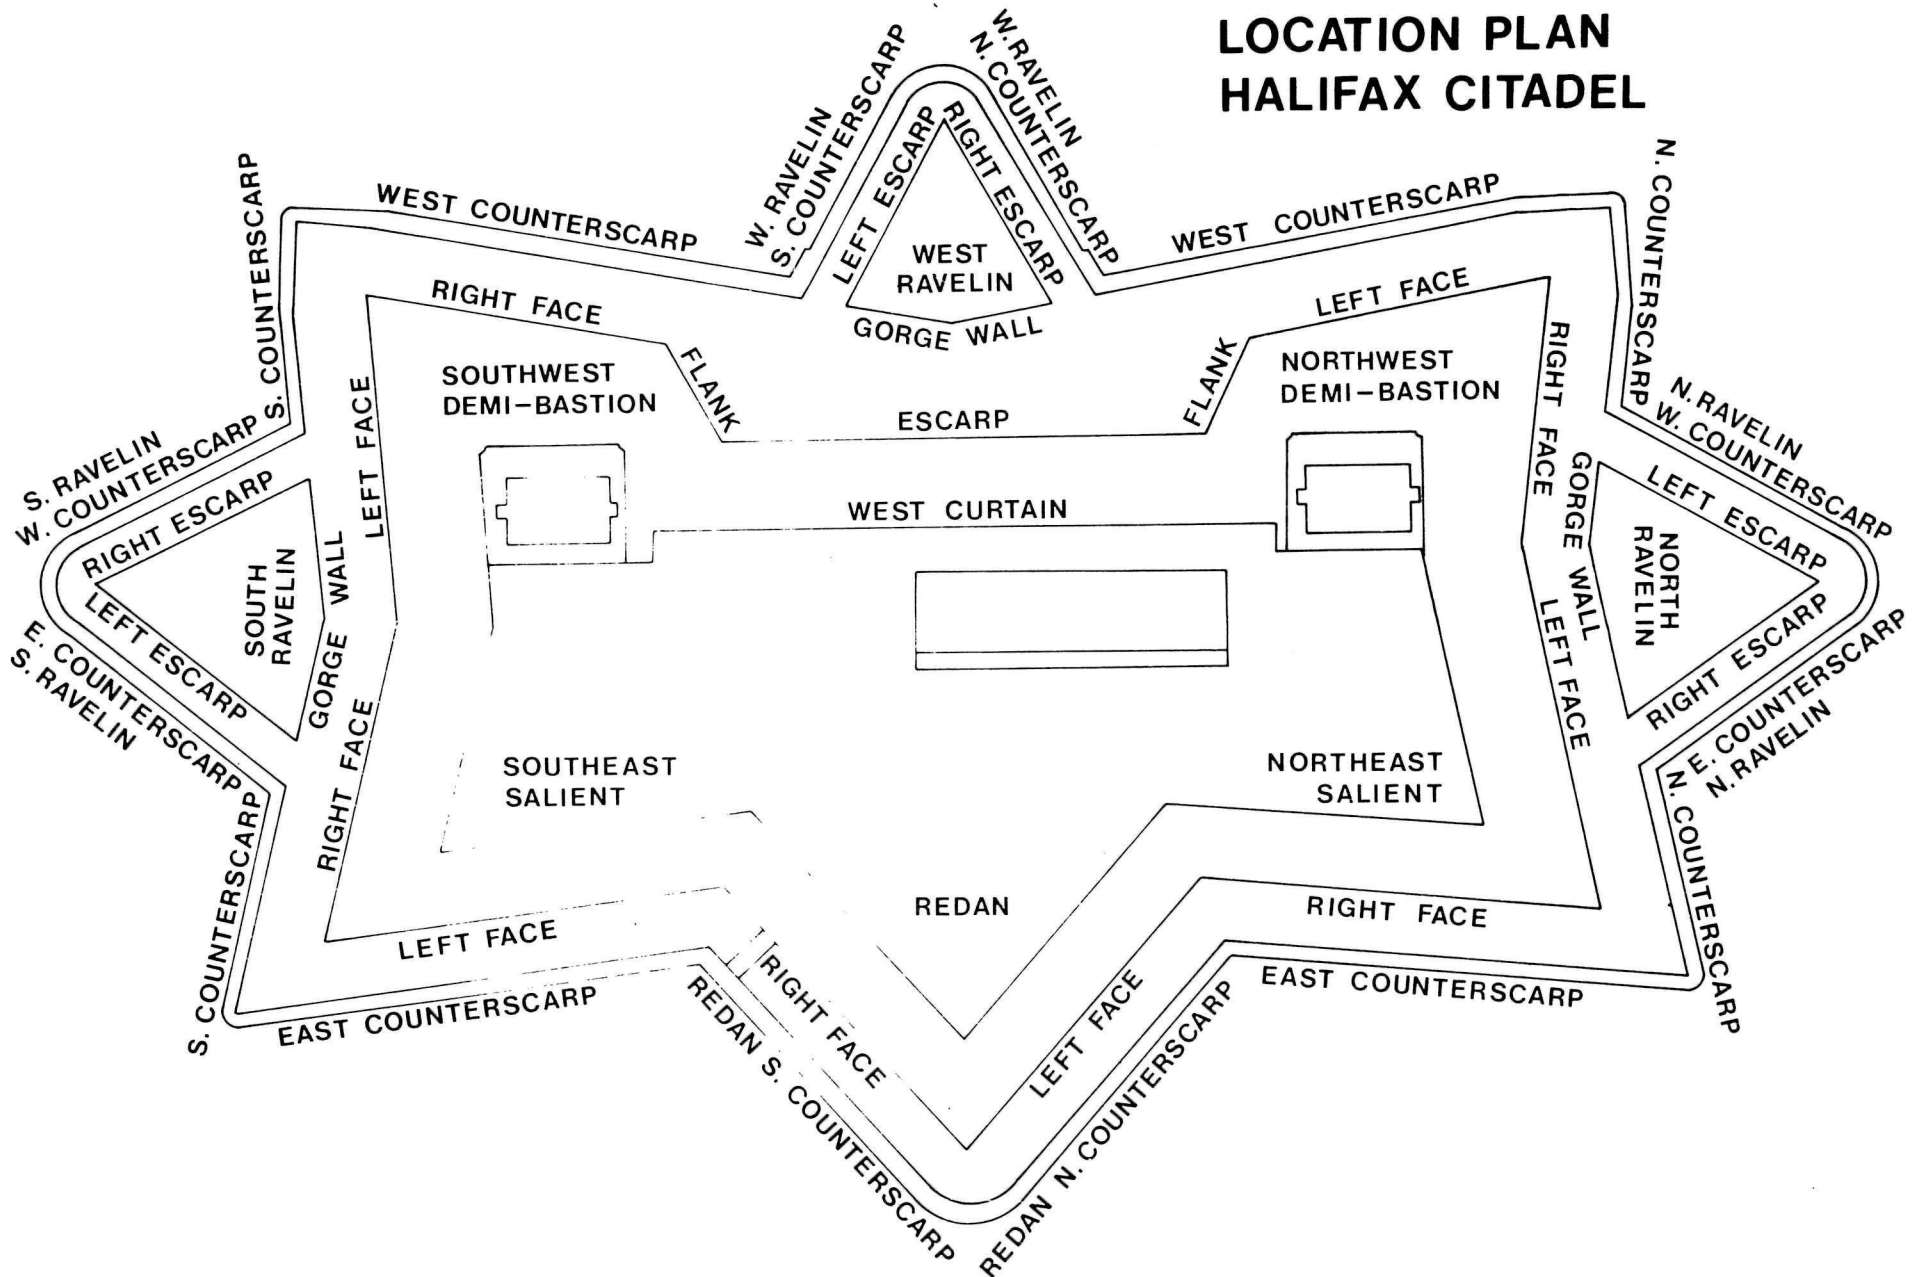 LOCATION PLAN
HALIFAX CITADEL
W. RAVELIN
S. COUNTERSCARP
W. RAVELIN
N. COUNTERSCARP
LEFT ESCARP
RIGHT ESCARP
WEST
RAVELIN
GORGE WALL
S. COUNTERSCARP
WEST COUNTERSCARP
WEST COUNTERSCARP
N. COUNTERSCARP
RIGHT FACE
LEFT FACE
SOUTHWEST
DEMI-BASTION
FLANK
FLANK
NORTHWEST
DEMI-BASTION
LEFT FACE
RIGHT FACE
ESCARP
WEST CURTAIN
S. RAVELIN
W. COUNTERSCARP
RIGHT ESCARP
SOUTH
RAVELIN
GORGE WALL
LEFT ESCARP
E. COUNTERSCARP
S. RAVELIN
N. RAVELIN
W. COUNTERSCARP
LEFT ESCARP
GORGE WALL
NORTH
RAVELIN
RIGHT ESCARP
E. COUNTERSCARP
N. RAVELIN
RIGHT FACE
LEFT FACE
SOUTHEAST
SALIENT
NORTHEAST
SALIENT
S. COUNTERSCARP
N. COUNTERSCARP
LEFT FACE
REDAN
RIGHT FACE
EAST COUNTERSCARP
RIGHT FACE
LEFT FACE
EAST COUNTERSCARP
REDAN S. COUNTERSCARP
REDAN N. COUNTERSCARP